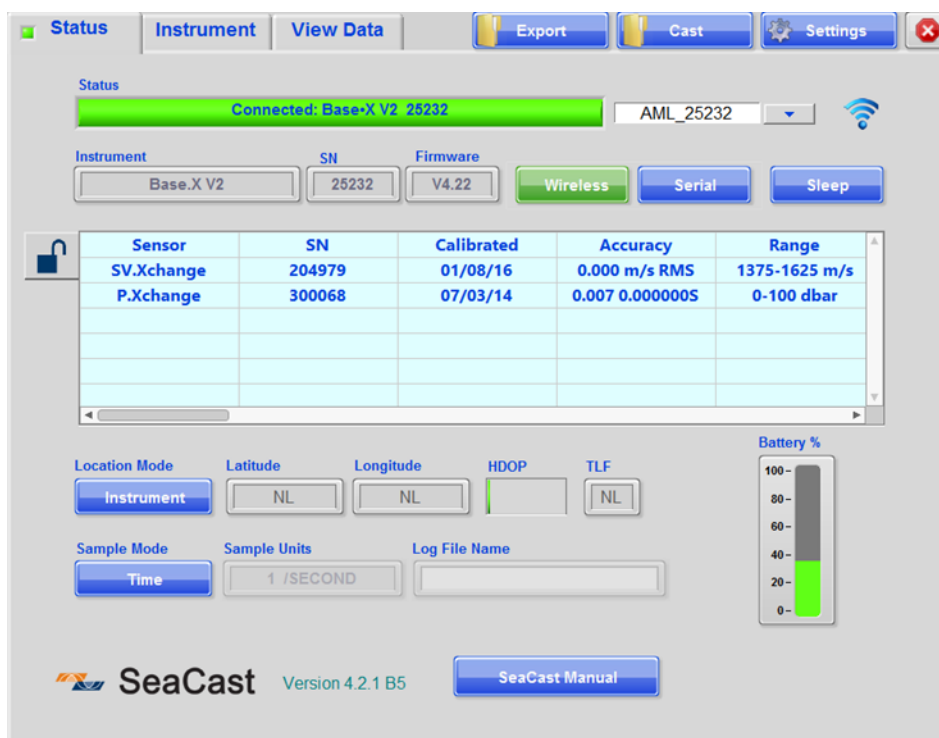 Status Instrument View Data Export Cast Settings
Status
Connected: Base•X V2 25232 AML_25232
Instrument SN Firmware
Base.X V2 25232 V4.22 Wireless Serial Sleep
Sensor SN Calibrated Accuracy Range
SV.Xchange 204979 01/08/16 0.000 m/s RMS 1375-1625 m/s
P.Xchange 300068 07/03/14 0.007 0.000000S 0-100 dbar
Battery %
Location Mode Latitude Longitude HDOP TLF
100
Instrument NL NL NL
80
60
Sample Mode Sample Units Log File Name
40
Time 1 /SECOND
20
0
SeaCast Version 4.2.1 B5 SeaCast Manual